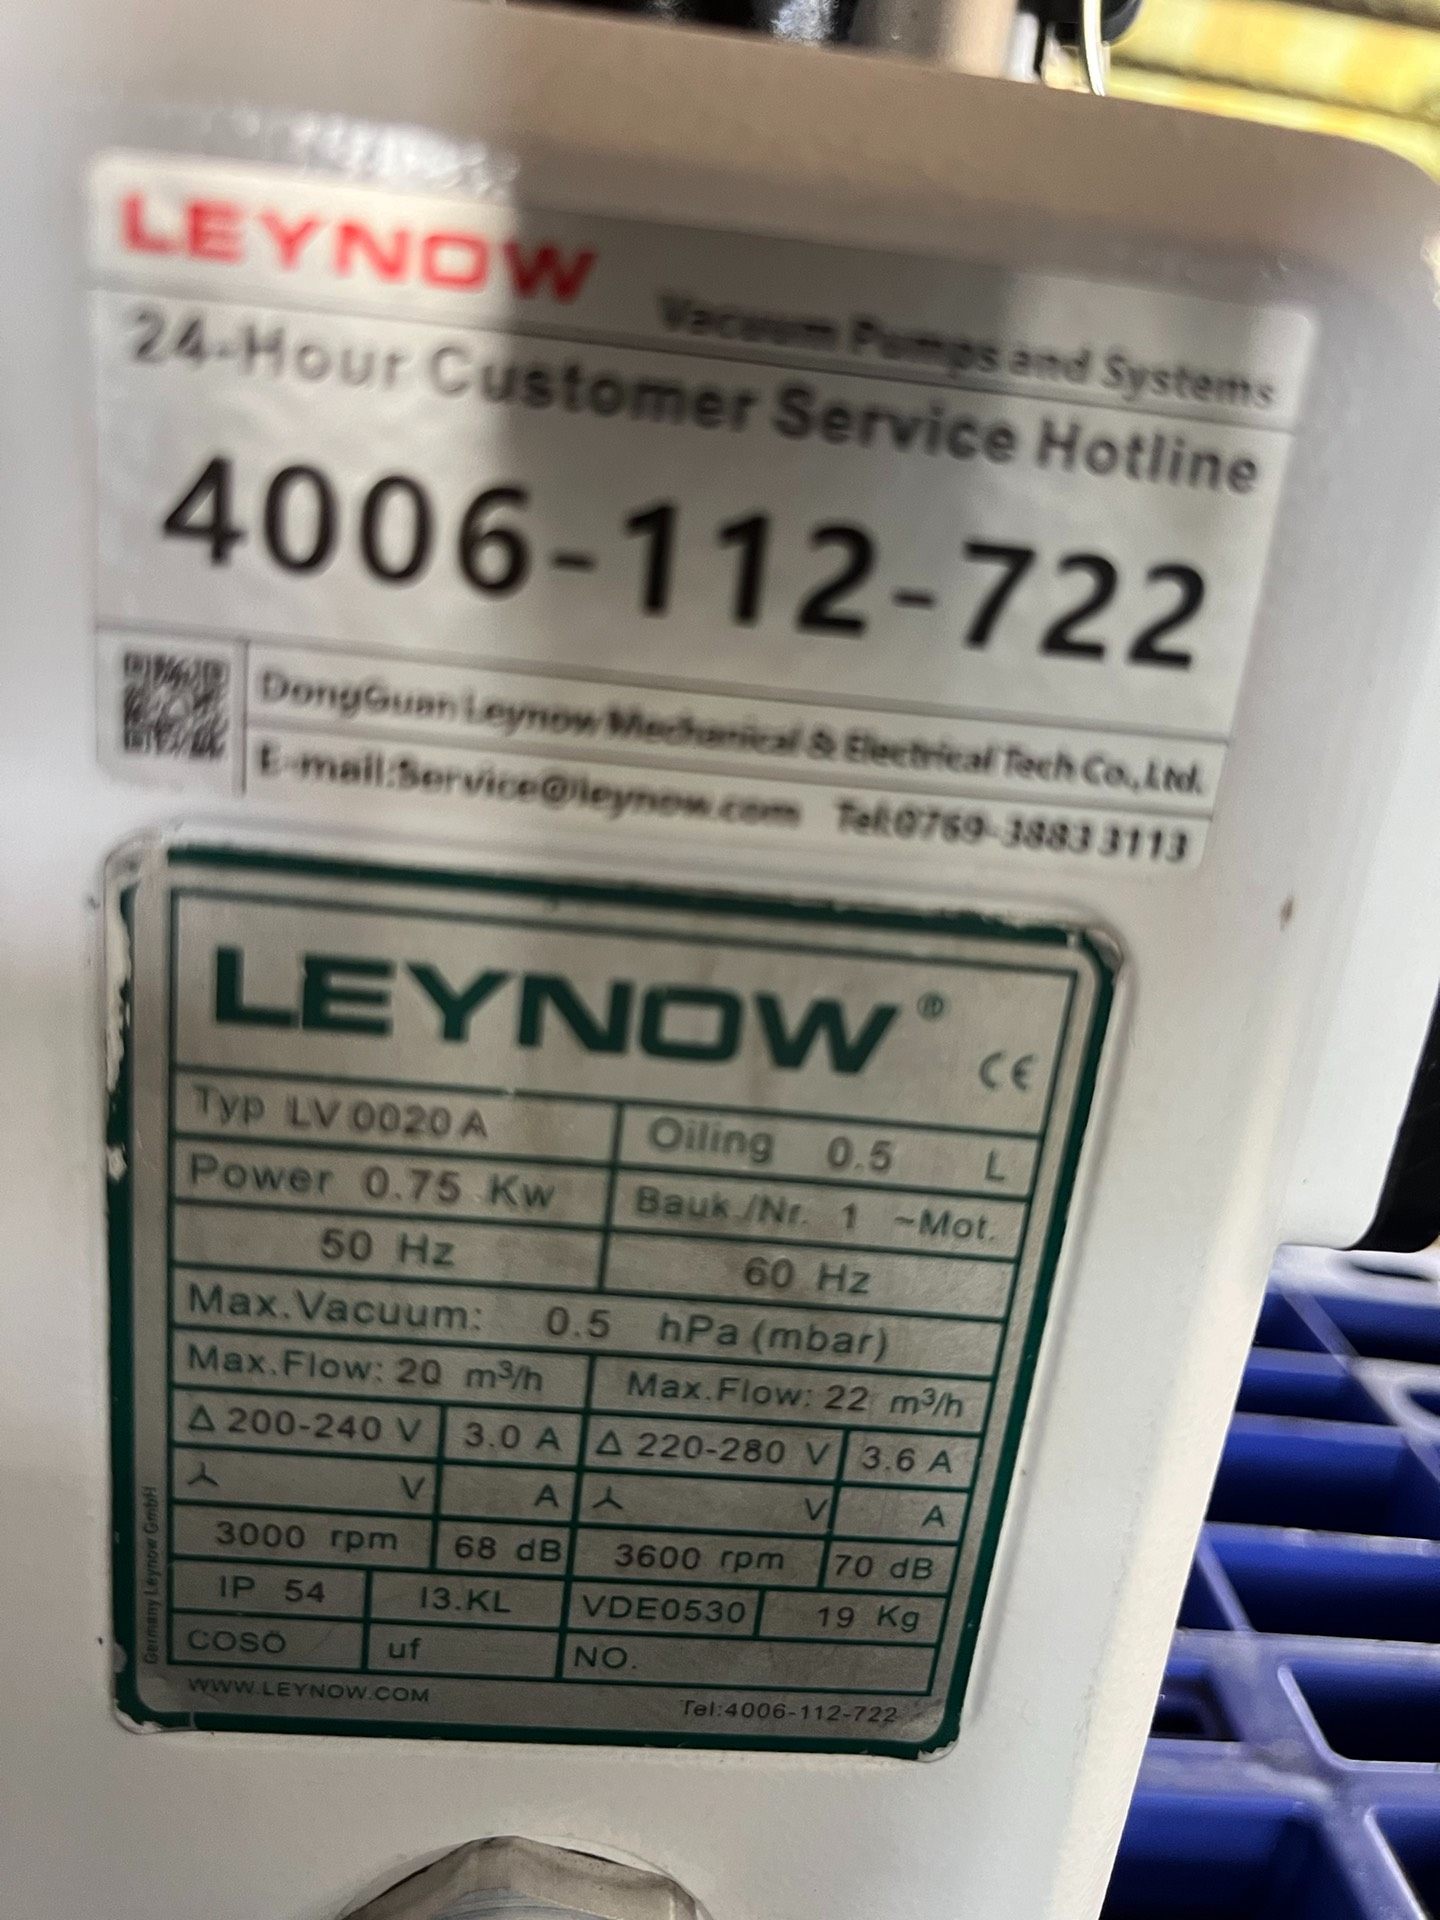 LEYNOW
Vacuum Pumps and Systems
24-Hour Customer Service Hotline
4006-112-722
DongGuan Leynow Mechanical & Electrical Tech Co., Ltd.
E-mail:Service@leynow.com Tel:0769-3883 3113
LEYNOW®
CE
Typ LV 0020 A Oiling 0.5 L
Power 0.75 Kw Bauk./Nr. 1 ~Mot.
50 Hz 60 Hz
Max.Vacuum: 0.5 hPa (mbar)
Max.Flow: 20 m³/h Max.Flow: 22 m³/h
Δ 200-240 V 3.0 A Δ 220-280 V 3.6 A
⅄ V A ⅄ V A
3000 rpm 68 dB 3600 rpm 70 dB
IP 54 I3.KL VDE0530 19 Kg
COSÖ uf NO.
WWW.LEYNOW.COM Tel:4006-112-722
Germany Leynow GmbH